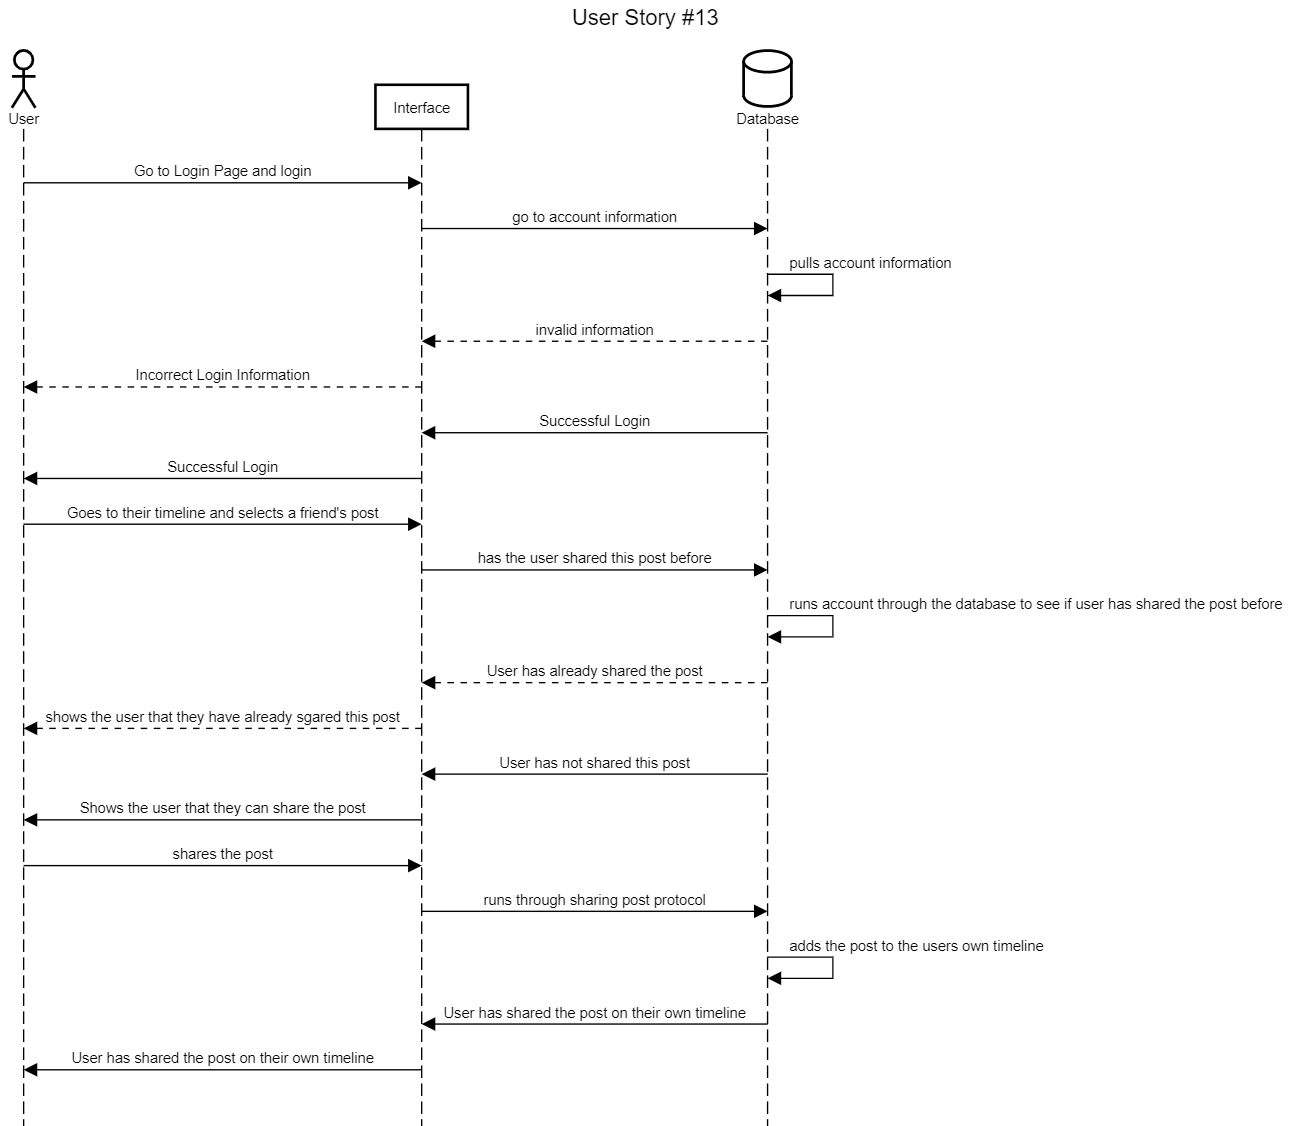 User Story #13
User
Interface
Database
Go to Login Page and login
go to account information
pulls account information
invalid information
Incorrect Login Information
Successful Login
Successful Login
Goes to their timeline and selects a friend's post
has the user shared this post before
runs account through the database to see if user has shared the post before
User has already shared the post
shows the user that they have already sgared this post
User has not shared this post
Shows the user that they can share the post
shares the post
runs through sharing post protocol
adds the post to the users own timeline
User has shared the post on their own timeline
User has shared the post on their own timeline